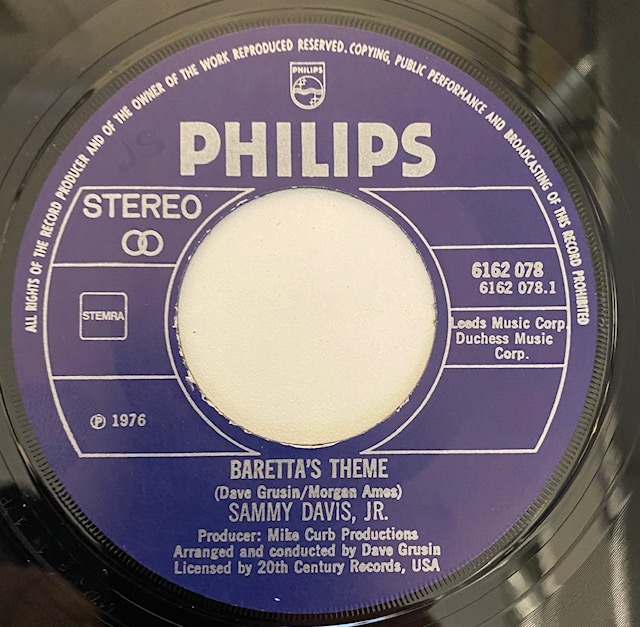 ALL RIGHTS OF THE RECORD PRODUCER AND OF THE OWNER OF THE WORK REPRODUCED RESERVED. COPYING, PUBLIC PERFORMANCE AND BROADCASTING OF THIS RECORD PROHIBITED
PHILIPS
PHILIPS
STEREO
6162 078
6162 078.1
STEMRA
Leeds Music Corp.
Duchess Music
Corp.
℗ 1976
BARETTA'S THEME
(Dave Grusin/Morgan Ames)
SAMMY DAVIS, JR.
Producer: Mike Curb Productions
Arranged and conducted by Dave Grusin
Licensed by 20th Century Records, USA